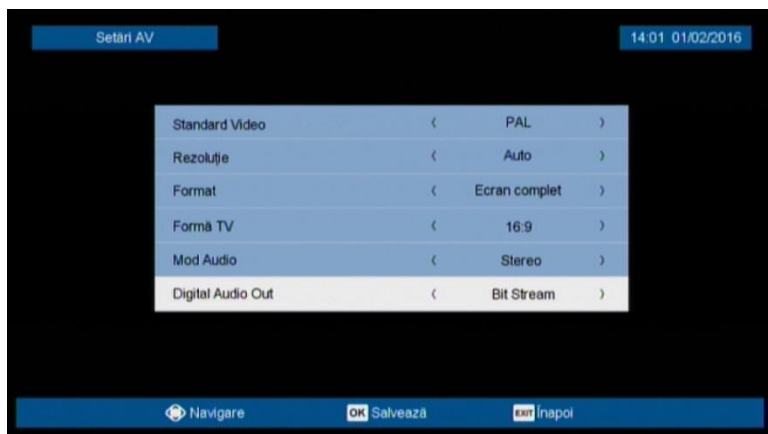 Setări AV
14:01 01/02/2016
Standard Video PAL
Rezoluție Auto
Format Ecran complet
Formă TV 16:9
Mod Audio Stereo
Digital Audio Out Bit Stream
Navigare OK Salvează EXIT Înapoi